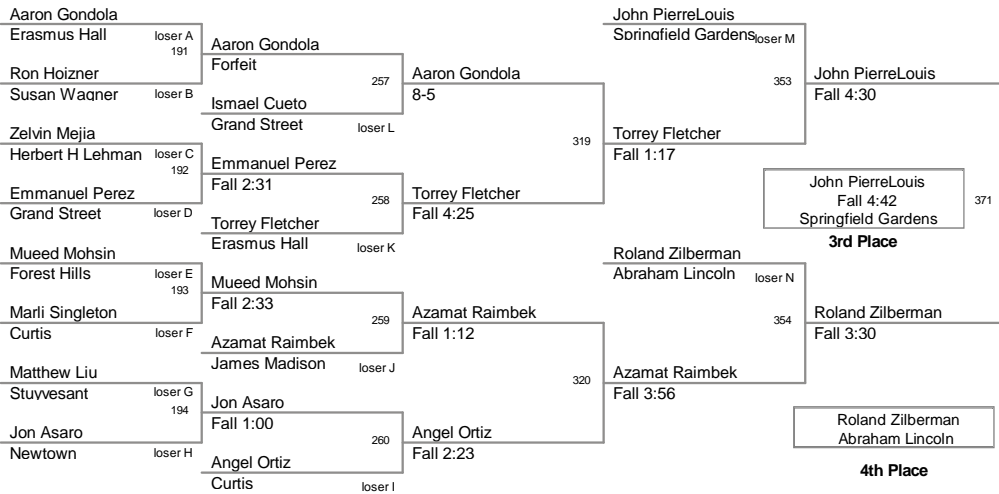 Aaron Gondola
Erasmus Hall
loser A
191
Ron Hoizner
Susan Wagner
loser B
Zelvin Mejia
Herbert H Lehman
loser C
192
Emmanuel Perez
Grand Street
loser D
Mueed Mohsin
Forest Hills
loser E
193
Marli Singleton
Curtis
loser F
Matthew Liu
Stuyvesant
loser G
194
Jon Asaro
Newtown
loser H
Aaron Gondola
Forfeit
257
Ismael Cueto
Grand Street
loser L
Emmanuel Perez
Fall 2:31
258
Torrey Fletcher
Erasmus Hall
loser K
Mueed Mohsin
Fall 2:33
259
Azamat Raimbek
James Madison
loser J
Jon Asaro
Fall 1:00
260
Angel Ortiz
Curtis
loser I
Aaron Gondola
8-5
319
Torrey Fletcher
Fall 4:25
Azamat Raimbek
Fall 1:12
320
Angel Ortiz
Fall 2:23
John PierreLouis
Springfield Gardens
loser M
353
Torrey Fletcher
Fall 1:17
Roland Zilberman
Abraham Lincoln
loser N
354
Azamat Raimbek
Fall 3:56
John PierreLouis
Fall 4:30
John PierreLouis
Fall 4:42
Springfield Gardens
371
3rd Place
Roland Zilberman
Fall 3:30
Roland Zilberman
Abraham Lincoln
4th Place